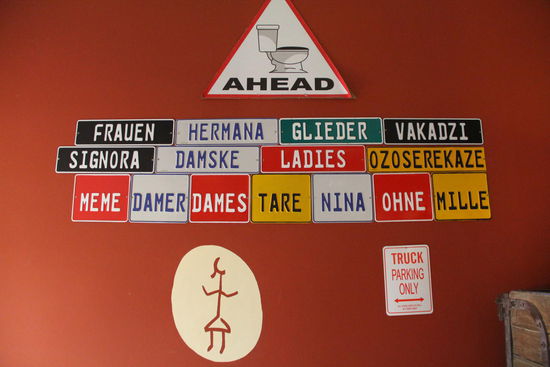 AHEAD
FRAUEN HERMANA GLIEDER VAKADZI
SIGNORA DAMSKE LADIES OZOSEREKAZE
MEME DAMER DAMES TARE NINA OHNE MILLE
TRUCK
PARKING
ONLY